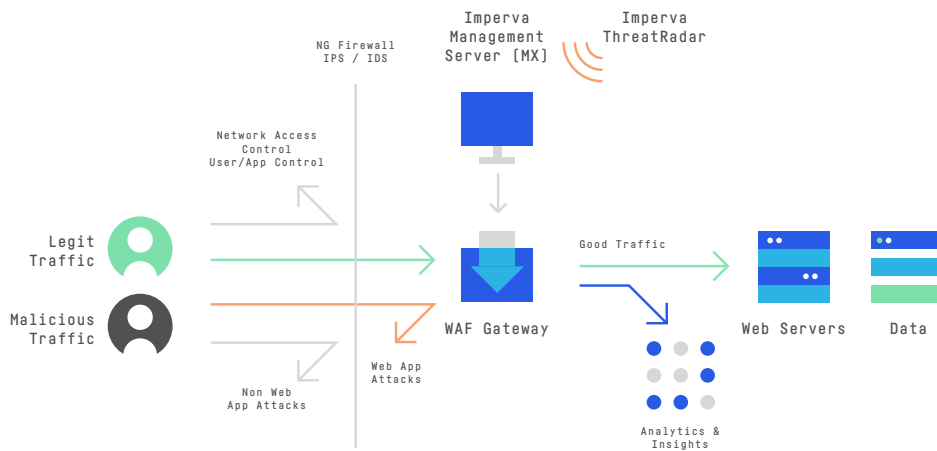 Imperva
Management
Server (MX)
Imperva
ThreatRadar
NG Firewall
IPS / IDS
Network Access
Control
User/App Control
Legit
Traffic
Good Traffic
Malicious
Traffic
WAF Gateway
Web Servers
Data
Web App
Attacks
Non Web
App Attacks
Analytics &
Insights